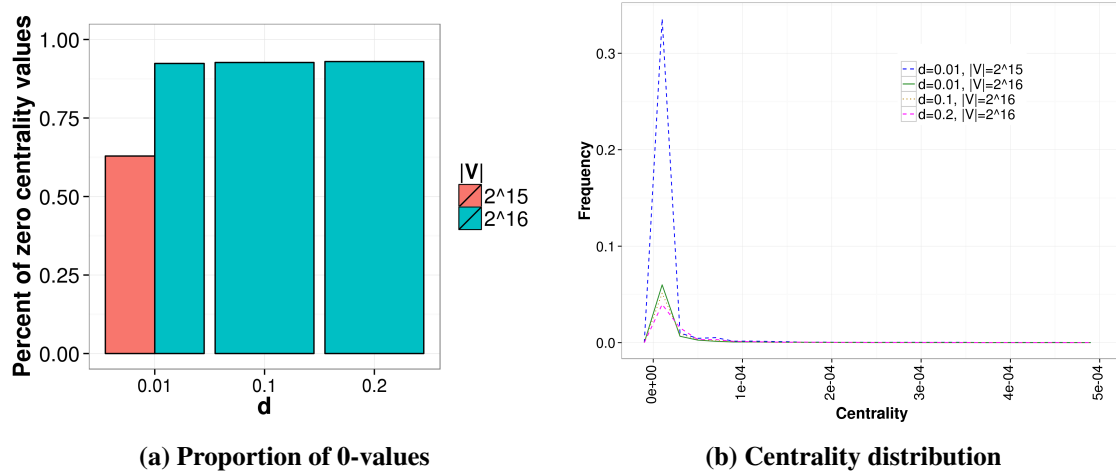 Percent of zero centrality values
1.00
0.75
0.50
0.25
0.00
0.01
0.1
0.2
d
|V|
2^15
2^16
(a) Proportion of 0-values
Frequency
0.3
0.2
0.1
0.0
d=0.01, |V|=2^15
d=0.01, |V|=2^16
d=0.1, |V|=2^16
d=0.2, |V|=2^16
0e+00
1e-04
2e-04
3e-04
4e-04
5e-04
Centrality
(b) Centrality distribution